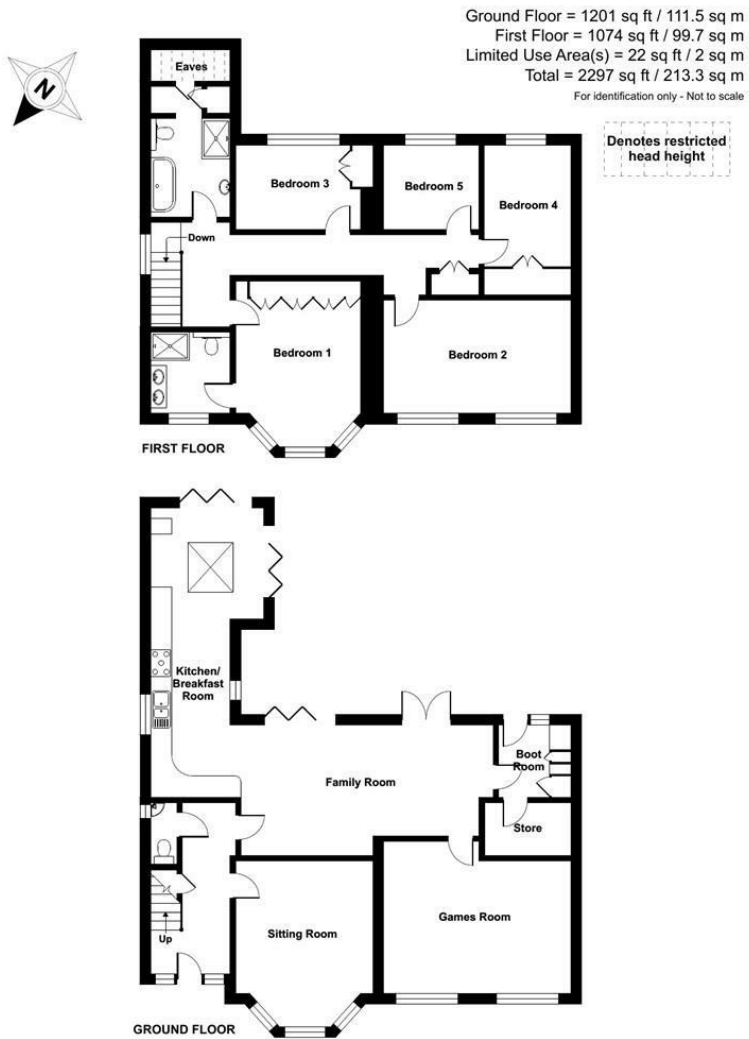 Ground Floor = 1201 sq ft / 111.5 sq m
First Floor = 1074 sq ft / 99.7 sq m
Limited Use Area(s) = 22 sq ft / 2 sq m
Total = 2297 sq ft / 213.3 sq m
For identification only - Not to scale
N
Denotes restricted
head height
Eaves
Bedroom 3
Bedroom 5
Bedroom 4
Down
Bedroom 1
Bedroom 2
FIRST FLOOR
Kitchen/
Breakfast
Room
Family Room
Boot
Room
Store
Games Room
Sitting Room
Up
GROUND FLOOR